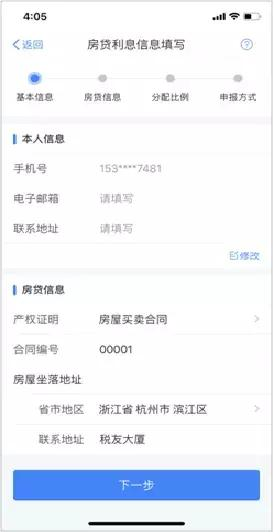 4:05
返回 房贷利息信息填写
基本信息 房贷信息 分配比例 申报方式
本人信息
手机号 153****7481
电子邮箱 请填写
联系地址 请填写
修改
房贷信息
产权证明 房屋买卖合同
合同编号 00001
房屋坐落地址
省市地区 浙江省 杭州市 滨江区
联系地址 税友大厦
下一步